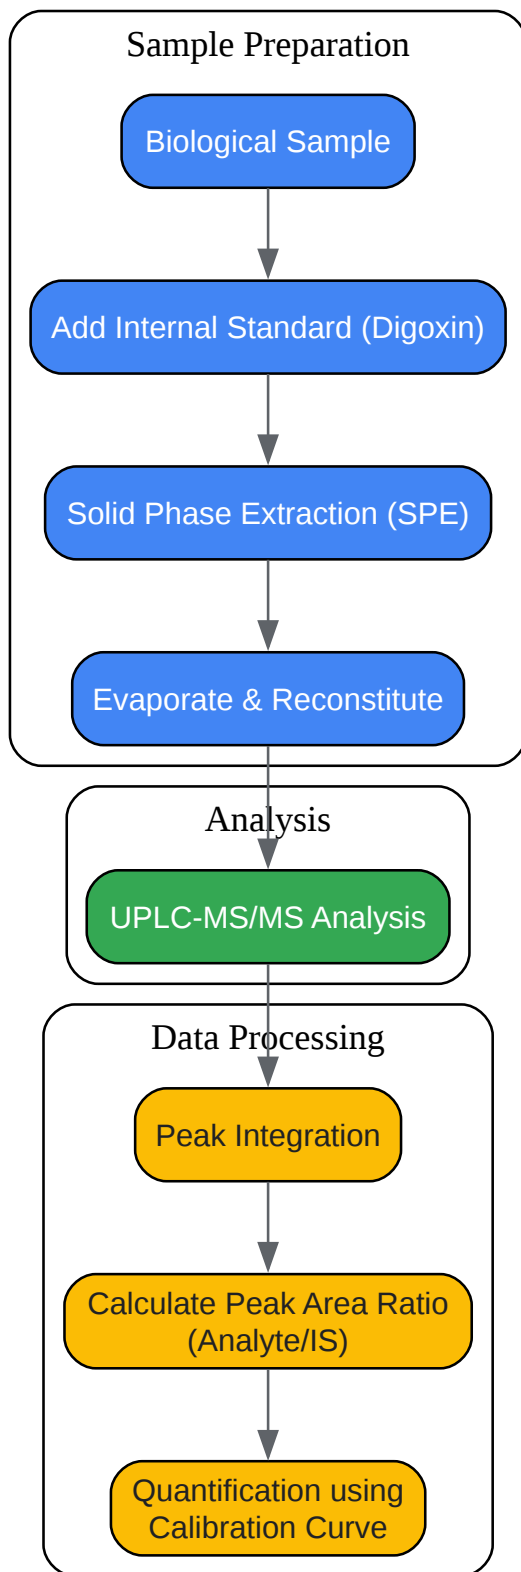 Sample Preparation
Biological Sample
Add Internal Standard (Digoxin)
Solid Phase Extraction (SPE)
Evaporate & Reconstitute
Analysis
UPLC-MS/MS Analysis
Data Processing
Peak Integration
Calculate Peak Area Ratio
(Analyte/IS)
Quantification using
Calibration Curve